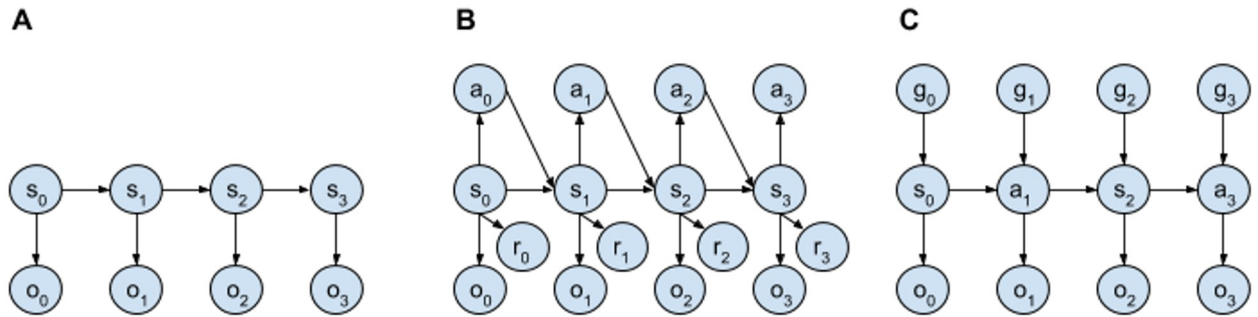 A B C
a₀ a₁ a₂ a₃ g₀ g₁ g₂ g₃
s₀ s₁ s₂ s₃ s₀ s₁ s₂ s₃ s₀ a₁ s₂ a₃
r₀ r₁ r₂ r₃
o₀ o₁ o₂ o₃ o₀ o₁ o₂ o₃ o₀ o₁ o₂ o₃